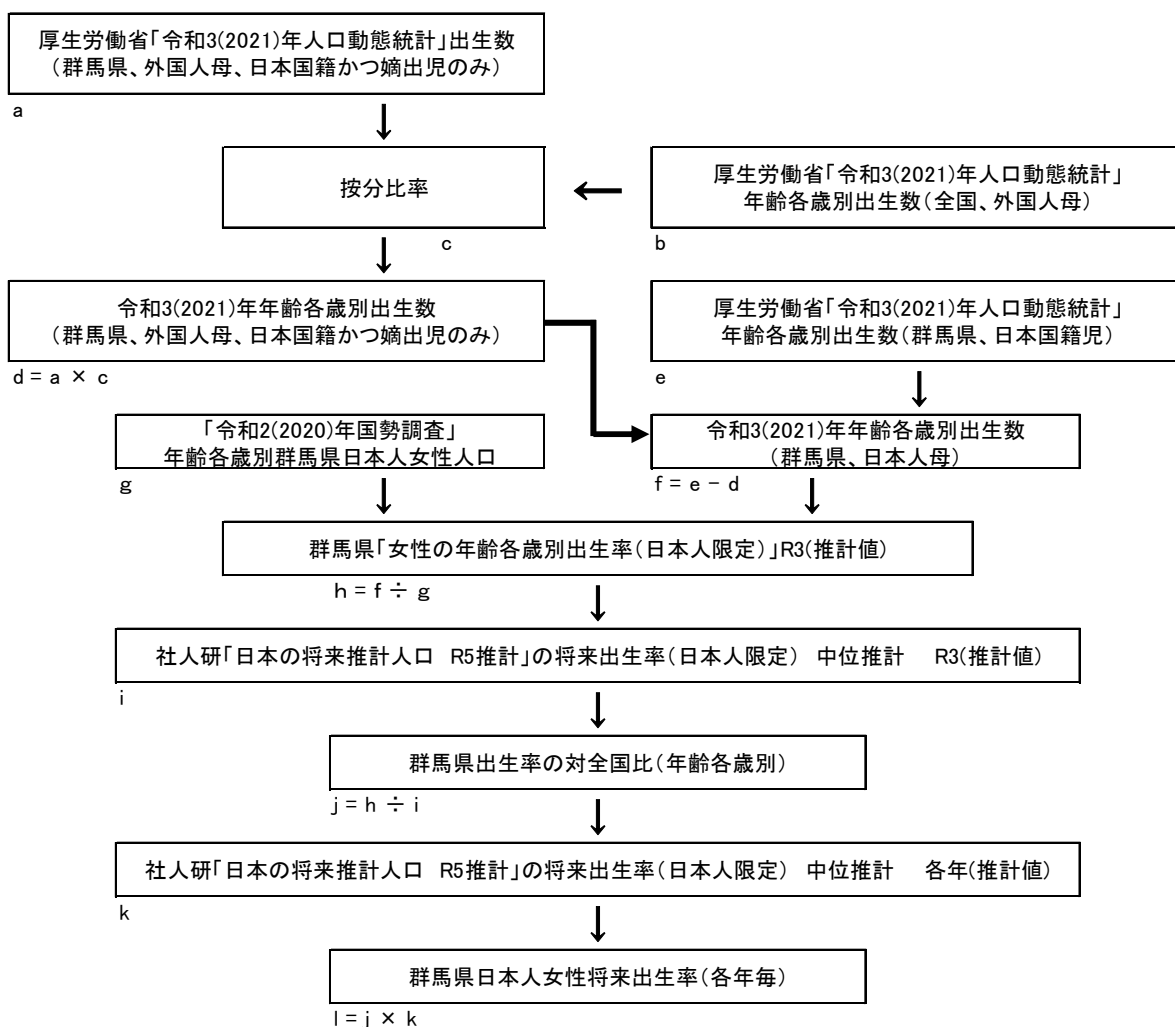 厚生労働省「令和3(2021)年人口動態統計」出生数
（群馬県、外国人母、日本国籍かつ嫡出児のみ）
a
按分比率
c
厚生労働省「令和3(2021)年人口動態統計」
年齢各歳別出生数（全国、外国人母）
b
令和3(2021)年年齢各歳別出生数
（群馬県、外国人母、日本国籍かつ嫡出児のみ）
d = a × c
厚生労働省「令和3(2021)年人口動態統計」
年齢各歳別出生数（群馬県、日本国籍児）
e
「令和2(2020)年国勢調査」
年齢各歳別群馬県日本人女性人口
g
令和3(2021)年年齢各歳別出生数
（群馬県、日本人母）
f = e − d
群馬県「女性の年齢各歳別出生率（日本人限定）」R3(推計値)
h = f ÷ g
社人研「日本の将来推計人口　R5推計」の将来出生率（日本人限定）　中位推計　R3(推計値)
i
群馬県出生率の対全国比（年齢各歳別）
j = h ÷ i
社人研「日本の将来推計人口　R5推計」の将来出生率（日本人限定）　中位推計　各年(推計値)
k
群馬県日本人女性将来出生率（各年毎）
l = j × k